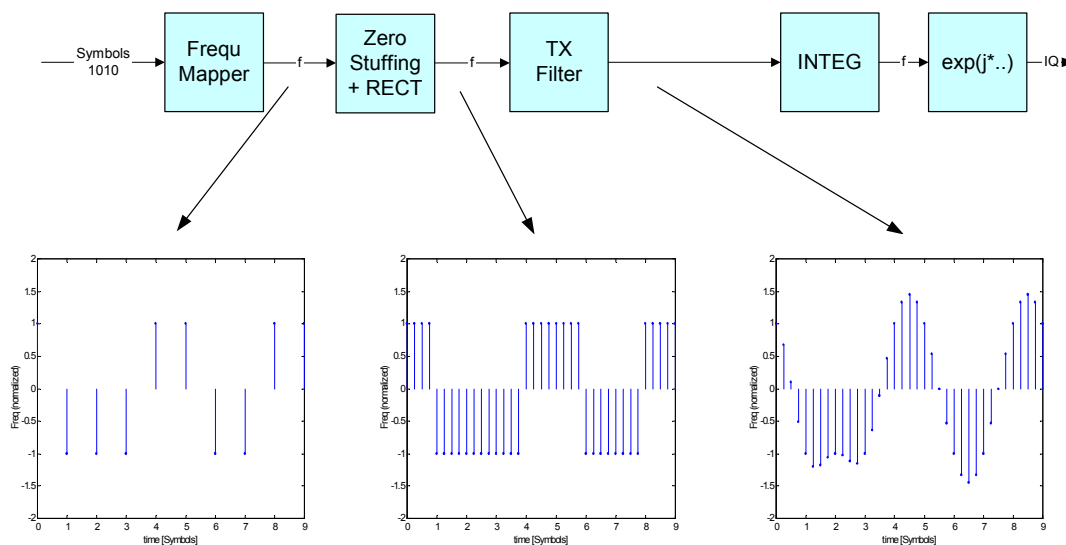 Symbols
1010
Frequ
Mapper
f
Zero
Stuffing
+ RECT
f
TX
Filter
INTEG
f
exp(j*..)
IQ
2
1.5
1
0.5
0
-0.5
-1
-1.5
-2
Freq (normalized)
0 1 2 3 4 5 6 7 8 9
time [Symbols]
2
1.5
1
0.5
0
-0.5
-1
-1.5
-2
Freq (normalized)
0 1 2 3 4 5 6 7 8 9
time [Symbols]
2
1.5
1
0.5
0
-0.5
-1
-1.5
-2
Freq (normalized)
0 1 2 3 4 5 6 7 8 9
time [Symbols]